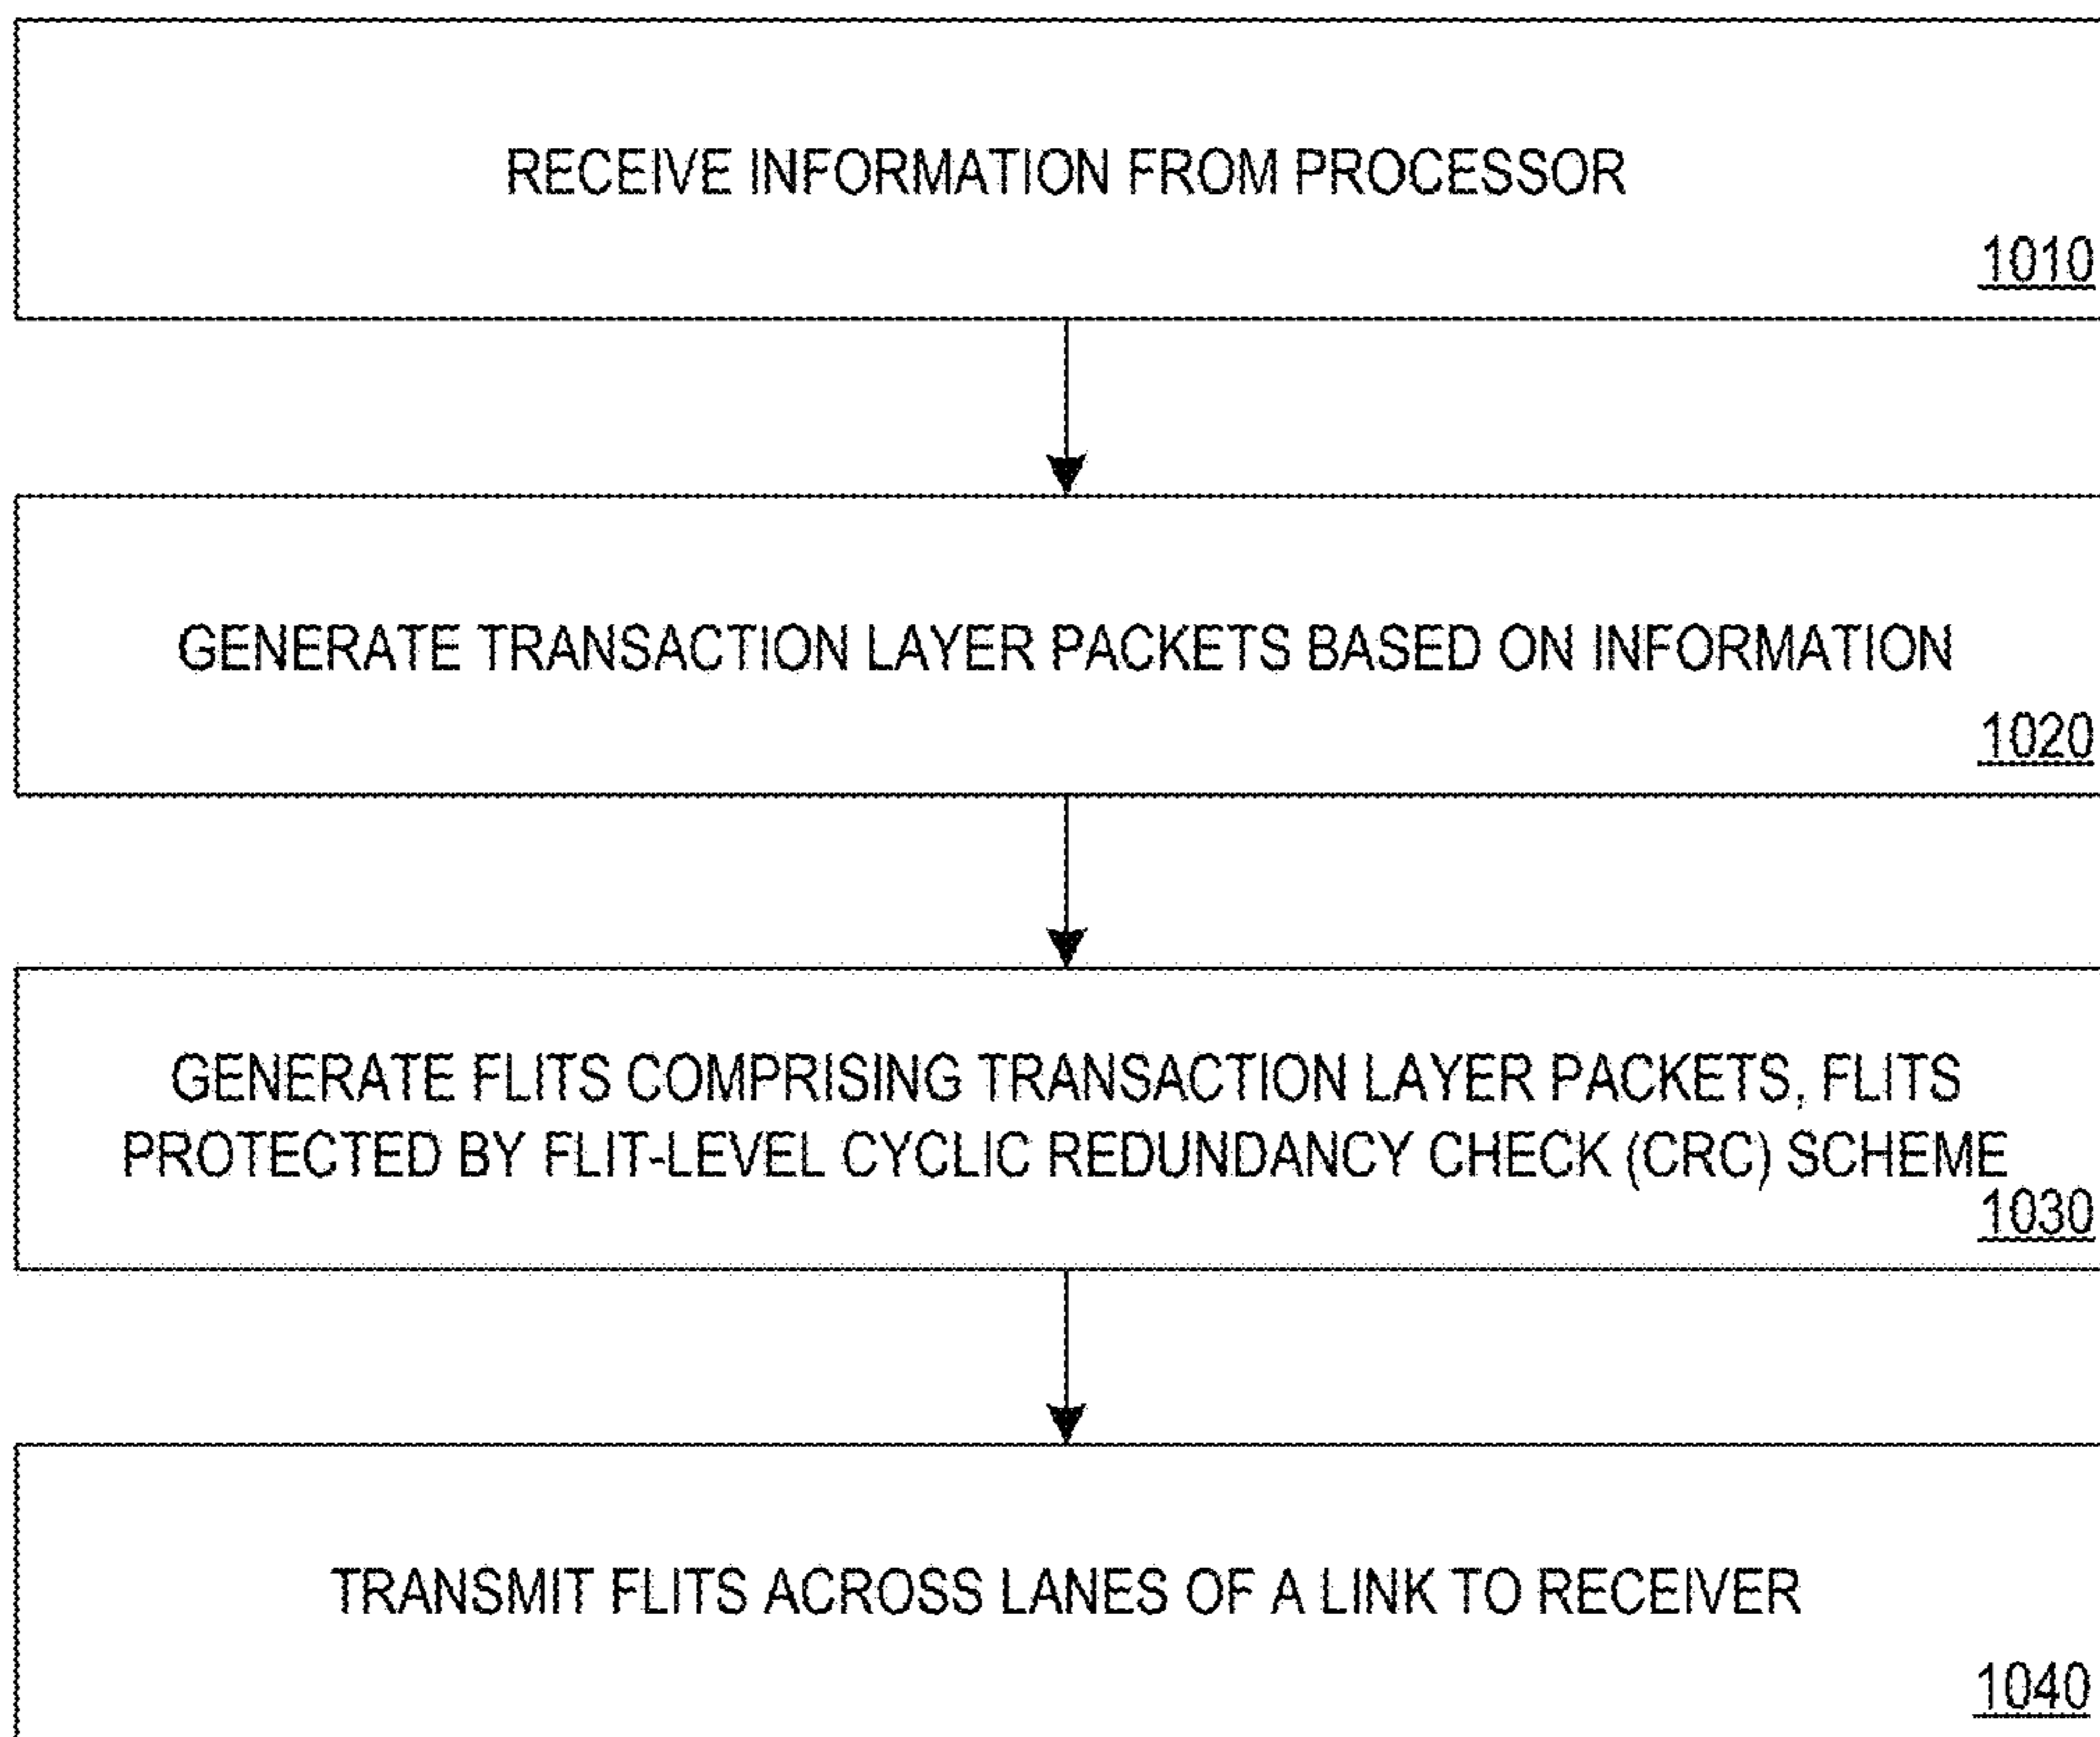 RECEIVE INFORMATION FROM PROCESSOR
1010
GENERATE TRANSACTION LAYER PACKETS BASED ON INFORMATION
1020
GENERATE FLITS COMPRISING TRANSACTION LAYER PACKETS, FLITS
PROTECTED BY FLIT-LEVEL CYCLIC REDUNDANCY CHECK (CRC) SCHEME
1030
TRANSMIT FLITS ACROSS LANES OF A LINK TO RECEIVER
1040